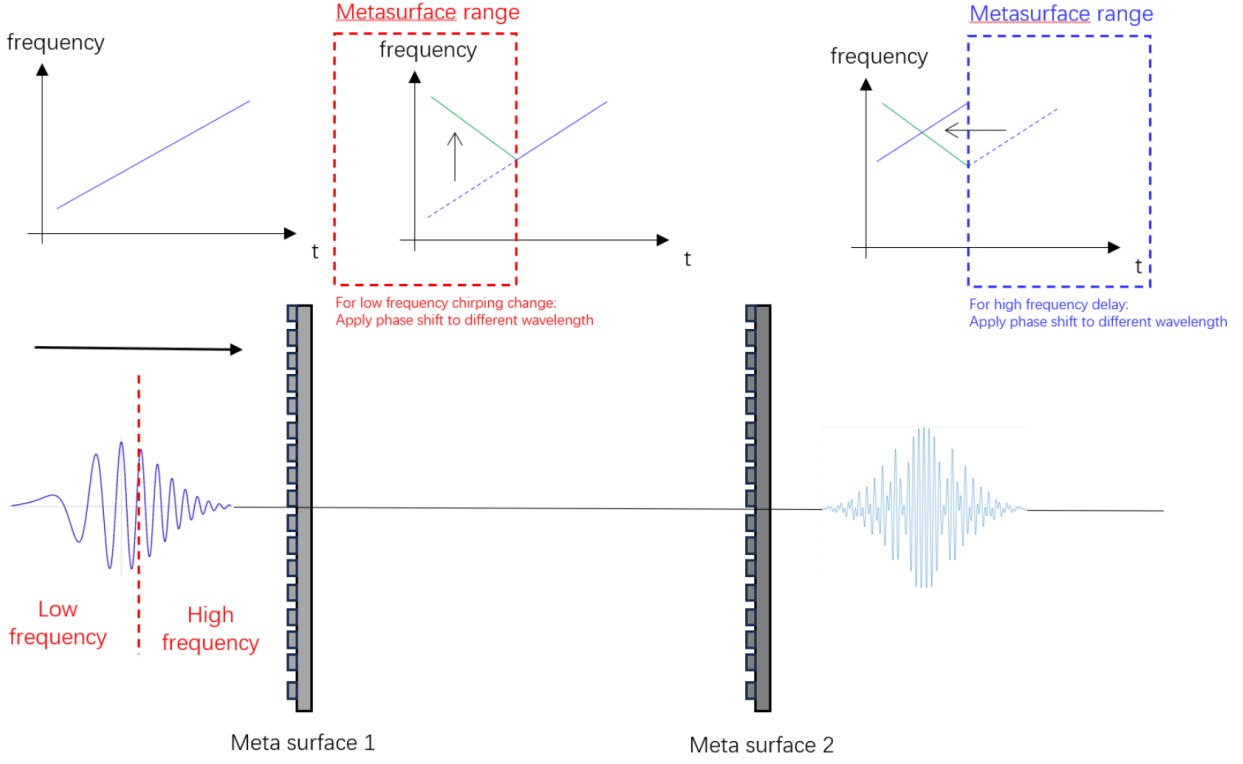 Metasurface range
frequency
t
frequency
t
For low frequency chirping change:
Apply phase shift to different wavelength
Metasurface range
frequency
t
For high frequency delay:
Apply phase shift to different wavelength
Low
frequency
High
frequency
Meta surface 1
Meta surface 2